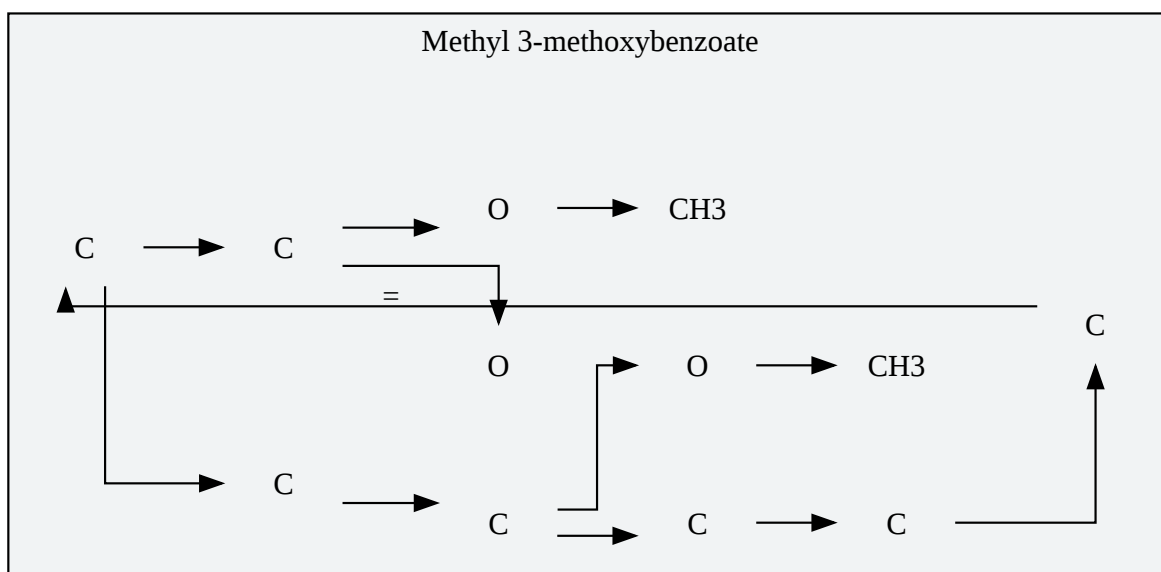 Methyl 3-methoxybenzoate
O CH3
C C
=
C
O O CH3
C
C C C